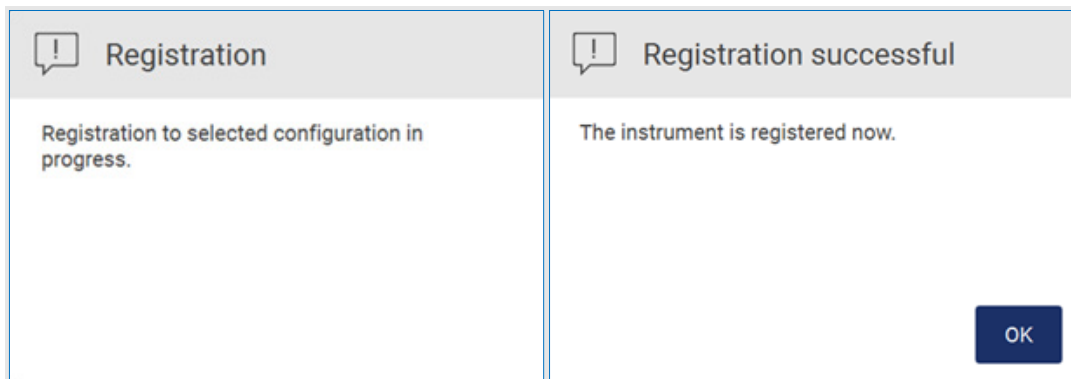 Registration
Registration to selected configuration in
progress.
Registration successful
The instrument is registered now.
OK